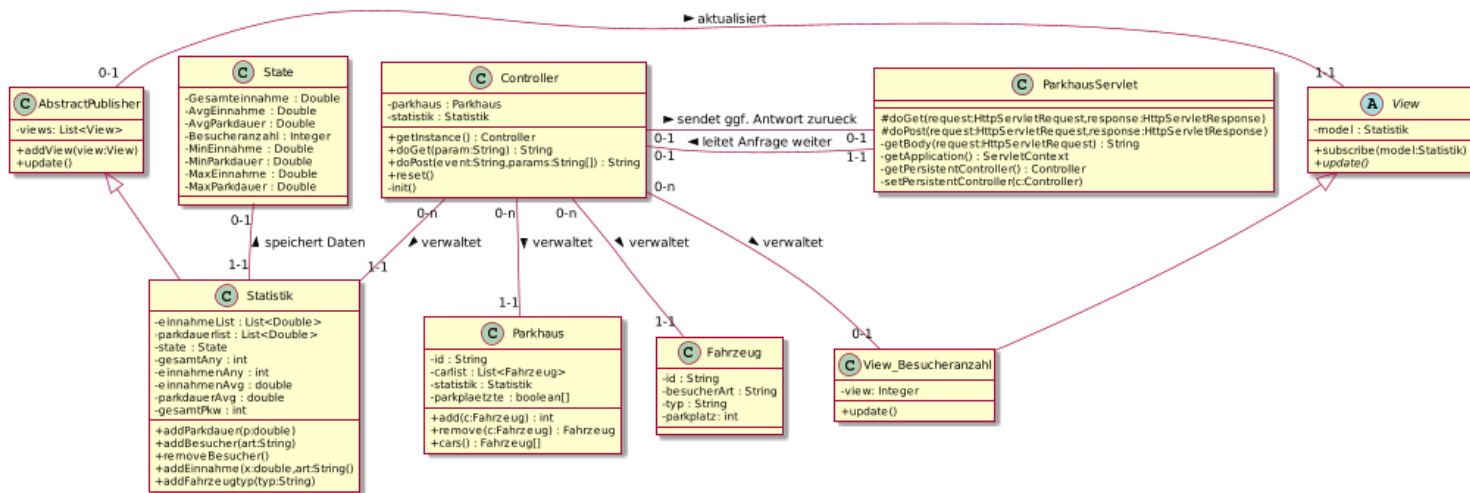 aktualisiert
0-1
1-1
C AbstractPublisher
-views: List<View>
+addView(view:View)
+update()
C State
-Gesamteinnahme : Double
-AvgEinnahme : Double
-AvgParkdauer : Double
-Besucheranzahl : Integer
-MinEinnahme : Double
-MinParkdauer : Double
-MaxEinnahme : Double
-MaxParkdauer : Double
C Controller
-parkhaus : Parkhaus
-statistik : Statistik
+getInstance() : Controller
+doGet(param:String) : String
+doPost(event:String,params:String[]) : String
+reset()
-init()
sendet ggf. Antwort zurueck
0-1
0-1
leitet Anfrage weiter
0-1
1-1
C ParkhausServlet
#doGet(request:HttpServletRequest,response:HttpServletResponse)
#doPost(request:HttpServletRequest,response:HttpServletResponse)
-getBody(request:HttpServletRequest) : String
-getApplication() : ServletContext
-getPersistentController() : Controller
-setPersistentController(c:Controller)
A View
-model : Statistik
+subscribe(model:Statistik)
+update()
0-1
speichert Daten
1-1
0-n
verwaltet
1-1
0-n
verwaltet
1-1
0-n
verwaltet
1-1
0-n
verwaltet
0-1
C Statistik
-einnahmeList : List<Double>
-parkdauerlist : List<Double>
-state : State
-gesamtAny : int
-einnahmenAny : int
-einnahmenAvg : double
-parkdauerAvg : double
-gesamtPkw : int
+addParkdauer(p:double)
+addBesucher(art:String)
+removeBesucher()
+addEinnahme(x:double,art:String()
+addFahrzeugtyp(typ:String)
C Parkhaus
-id : String
-carlist : List<Fahrzeug>
-statistik : Statistik
-parkplaetzte : boolean[]
+add(c:Fahrzeug) : int
+remove(c:Fahrzeug) : Fahrzeug
+cars() : Fahrzeug[]
C Fahrzeug
-id : String
-besucherArt : String
-typ : String
-parkplatz: int
C View_Besucheranzahl
-view: Integer
+update()